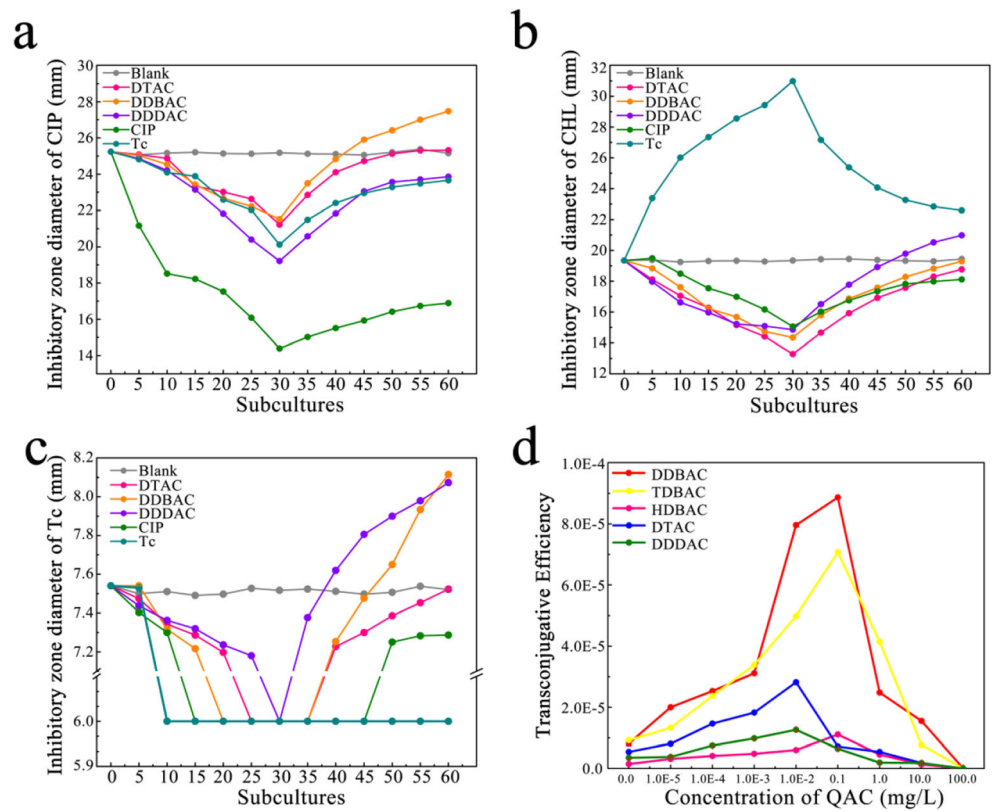 a
Inhibitory zone diameter of CIP (mm)
30
28
26
24
22
20
18
16
14
Blank
DTAC
DDBAC
DDDAC
CIP
Tc
0 5 10 15 20 25 30 35 40 45 50 55 60
Subcultures
b
Inhibitory zone diameter of CHL (mm)
32
30
28
26
24
22
20
18
16
14
12
Blank
DTAC
DDBAC
DDDAC
CIP
Tc
0 5 10 15 20 25 30 35 40 45 50 55 60
Subcultures
c
Inhibitory zone diameter of Tc (mm)
8.2
8.0
7.8
7.6
7.4
7.2
6.0
5.9
Blank
DTAC
DDBAC
DDDAC
CIP
Tc
0 5 10 15 20 25 30 35 40 45 50 55 60
Subcultures
d
Transconjugative Efficiency
1.0E-4
8.0E-5
6.0E-5
4.0E-5
2.0E-5
0.0
DDBAC
TDBAC
HDBAC
DTAC
DDDAC
0.0 1.0E-5 1.0E-4 1.0E-3 1.0E-2 0.1 1.0 10.0 100.0
Concentration of QAC (mg/L)